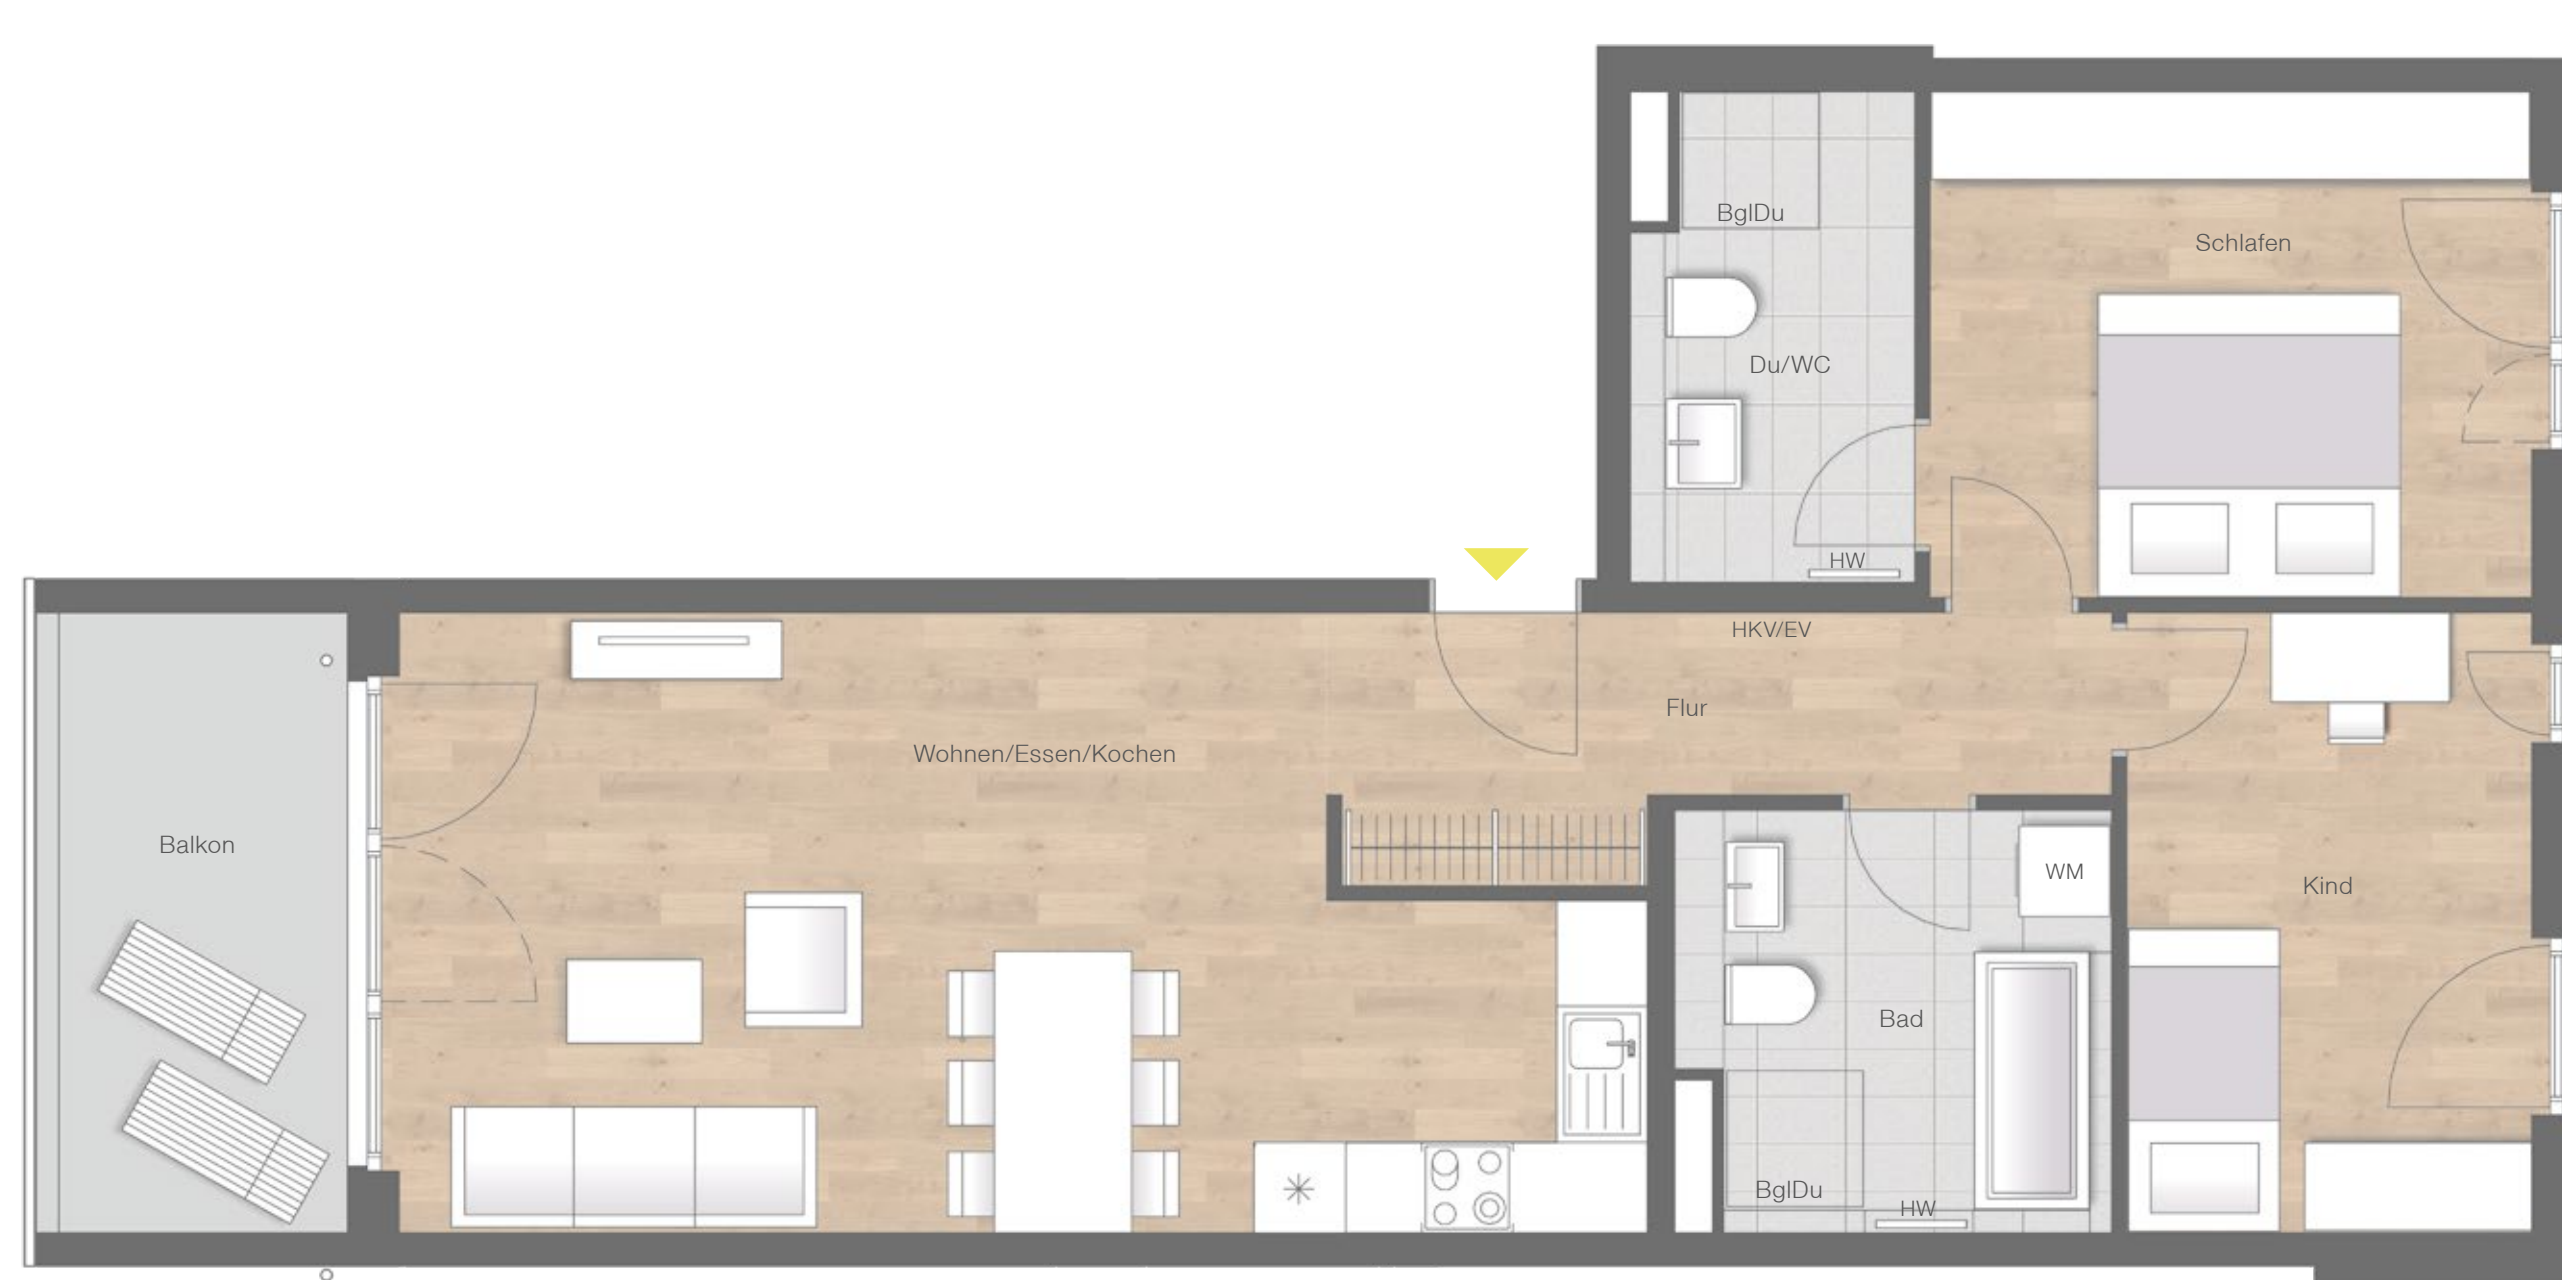 BglDu
Schlafen
Du/WC
HW
HKV/EV
Flur
Wohnen/Essen/Kochen
Balkon
WM
Kind
Bad
BglDu
HW